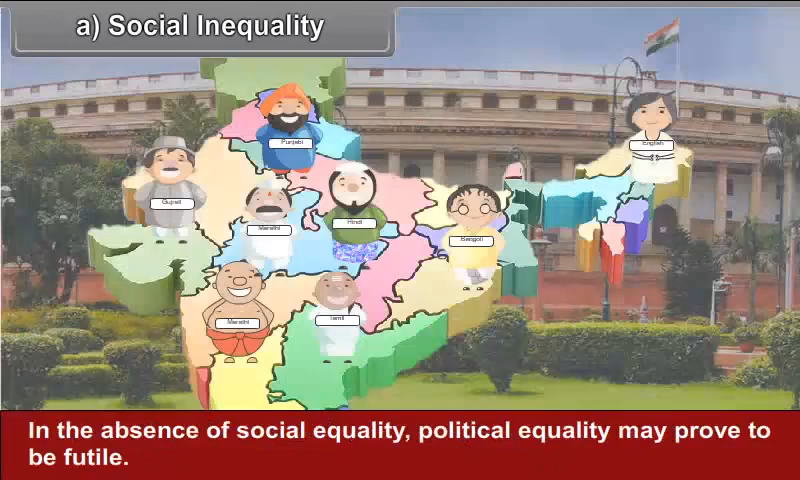 a) Social Inequality
English
Punjabi
Gujrati
Hindi
Marathi
Bengoli
Tamil
Marathi
In the absence of social equality, political equality may prove to
be futile.